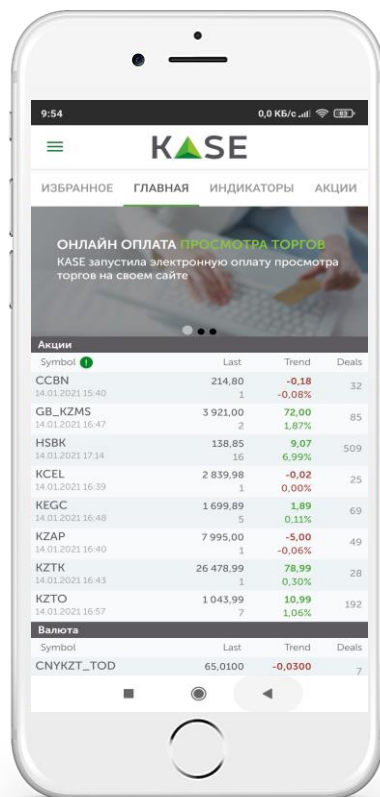 9:54 0,0 КБ/с 83
KASE
ИЗБРАННОЕ ГЛАВНАЯ ИНДИКАТОРЫ АКЦИИ
ОНЛАЙН ОПЛАТА ПРОСМОТРА ТОРГОВ
KASE запустила электронную оплату просмотра
торгов на своем сайте
Акции
Symbol ! Last Trend Deals
CCBN 214,80 -0,18 32
14.01.2021 15:40 1 -0,08%
GB_KZMS 3 921,00 72,00 85
14.01.2021 16:47 2 1,87%
HSBK 138,85 9,07 509
14.01.2021 17:14 16 6,99%
KCEL 2 839,98 -0,02 25
14.01.2021 16:39 1 0,00%
KEGC 1 699,89 1,89 69
14.01.2021 16:48 5 0,11%
KZAP 7 995,00 -5,00 49
14.01.2021 16:40 1 -0,06%
KZTK 26 478,99 78,99 28
14.01.2021 16:43 1 0,30%
KZTO 1 043,99 10,99 192
14.01.2021 16:57 7 1,06%
Валюта
Symbol Last Trend Deals
CNYKZT_TOD 65,0100 -0,0300 7